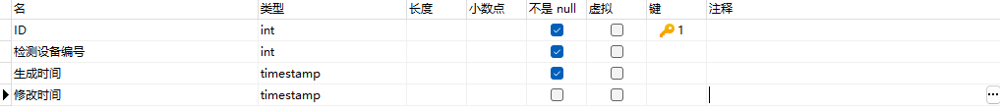 名 类型 长度 小数点 不是 null 虚拟 键 注释
ID int 1
检测设备编号 int
生成时间 timestamp
修改时间 timestamp